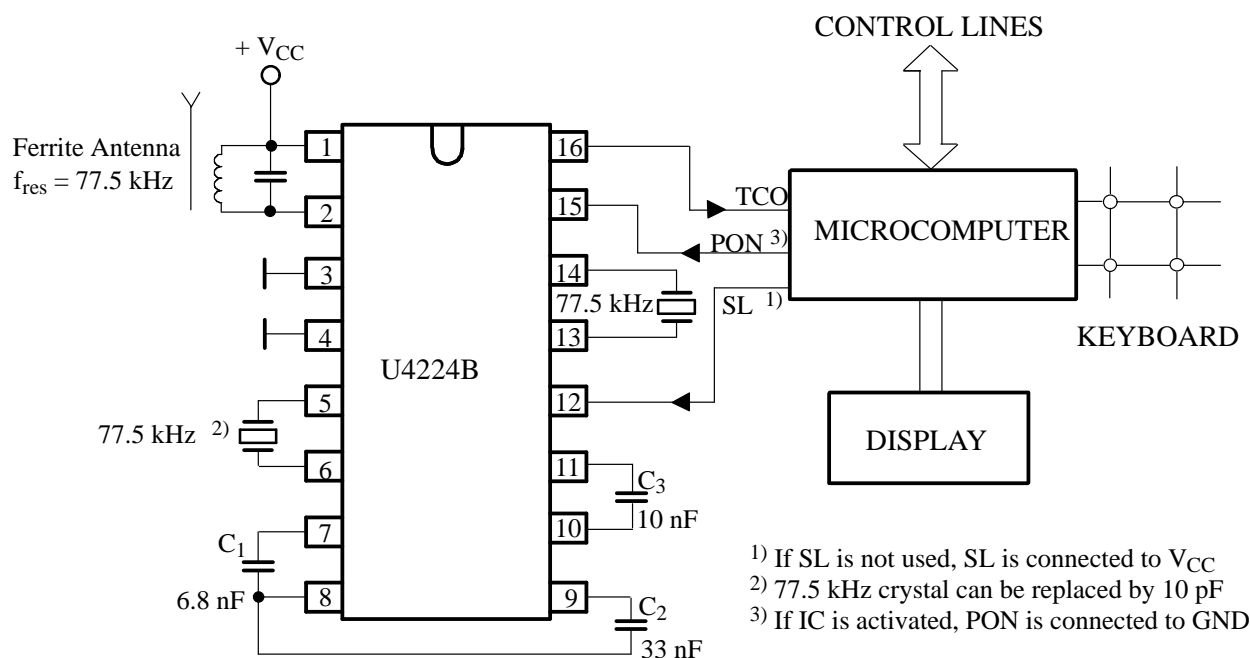 CONTROL LINES
+ VCC
Ferrite Antenna
fres = 77.5 kHz
1
16
TCO
2
15
PON 3)
MICROCOMPUTER
3
14
77.5 kHz
SL 1)
4
13
KEYBOARD
U4224B
5
12
77.5 kHz 2)
DISPLAY
6
11
C3
10 nF
7
10
C1
6.8 nF
8
9
C2
33 nF
1) If SL is not used, SL is connected to VCC
2) 77.5 kHz crystal can be replaced by 10 pF
3) If IC is activated, PON is connected to GND